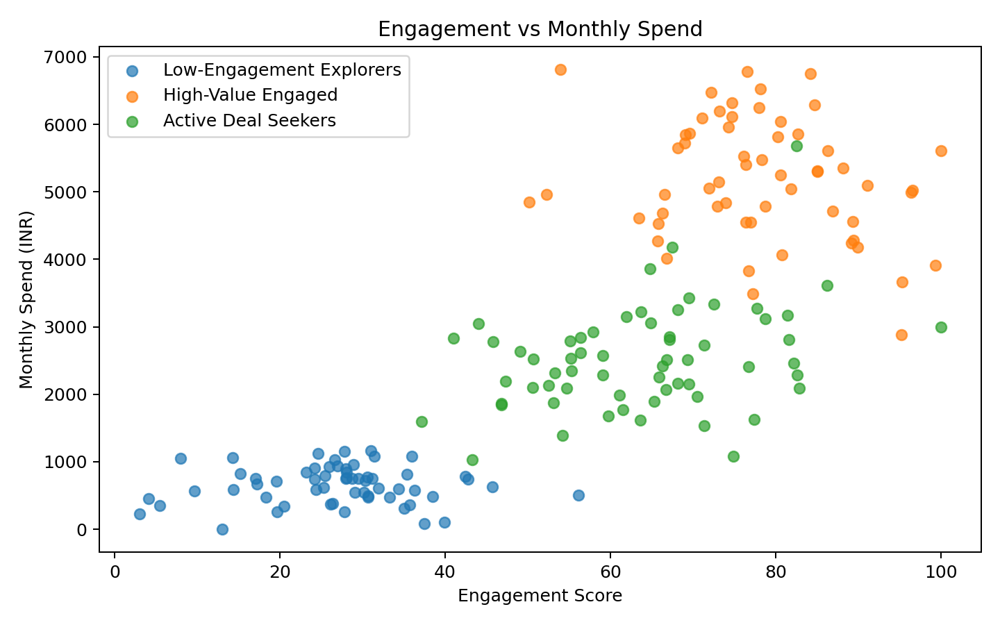 Engagement vs Monthly Spend
Low-Engagement Explorers
High-Value Engaged
Active Deal Seekers
7000
6000
5000
4000
3000
2000
1000
0
Monthly Spend (INR)
0 20 40 60 80 100
Engagement Score